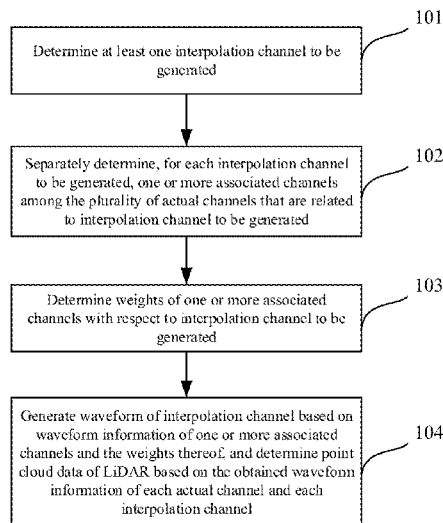 101
Determine at least one interpolation channel to be
generated
102
Separately determine, for each interpolation channel
to be generated, one or more associated channels
among the plurality of actual channels that are related
to interpolation channel to be generated
103
Determine weights of one or more associated
channels with respect to interpolation channel to be
generated
104
Generate waveform of interpolation channel based on
waveform information of one or more associated
channels and the weights thereof, and determine point
cloud data of LiDAR based on the obtained waveform
information of each actual channel and each
interpolation channel